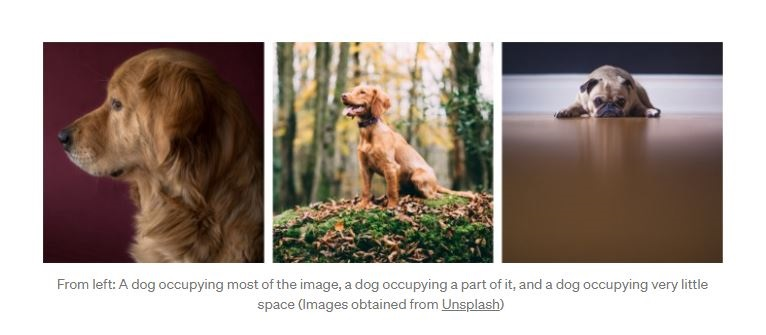 From left: A dog occupying most of the image, a dog occupying a part of it, and a dog occupying very little
space (Images obtained from Unsplash)